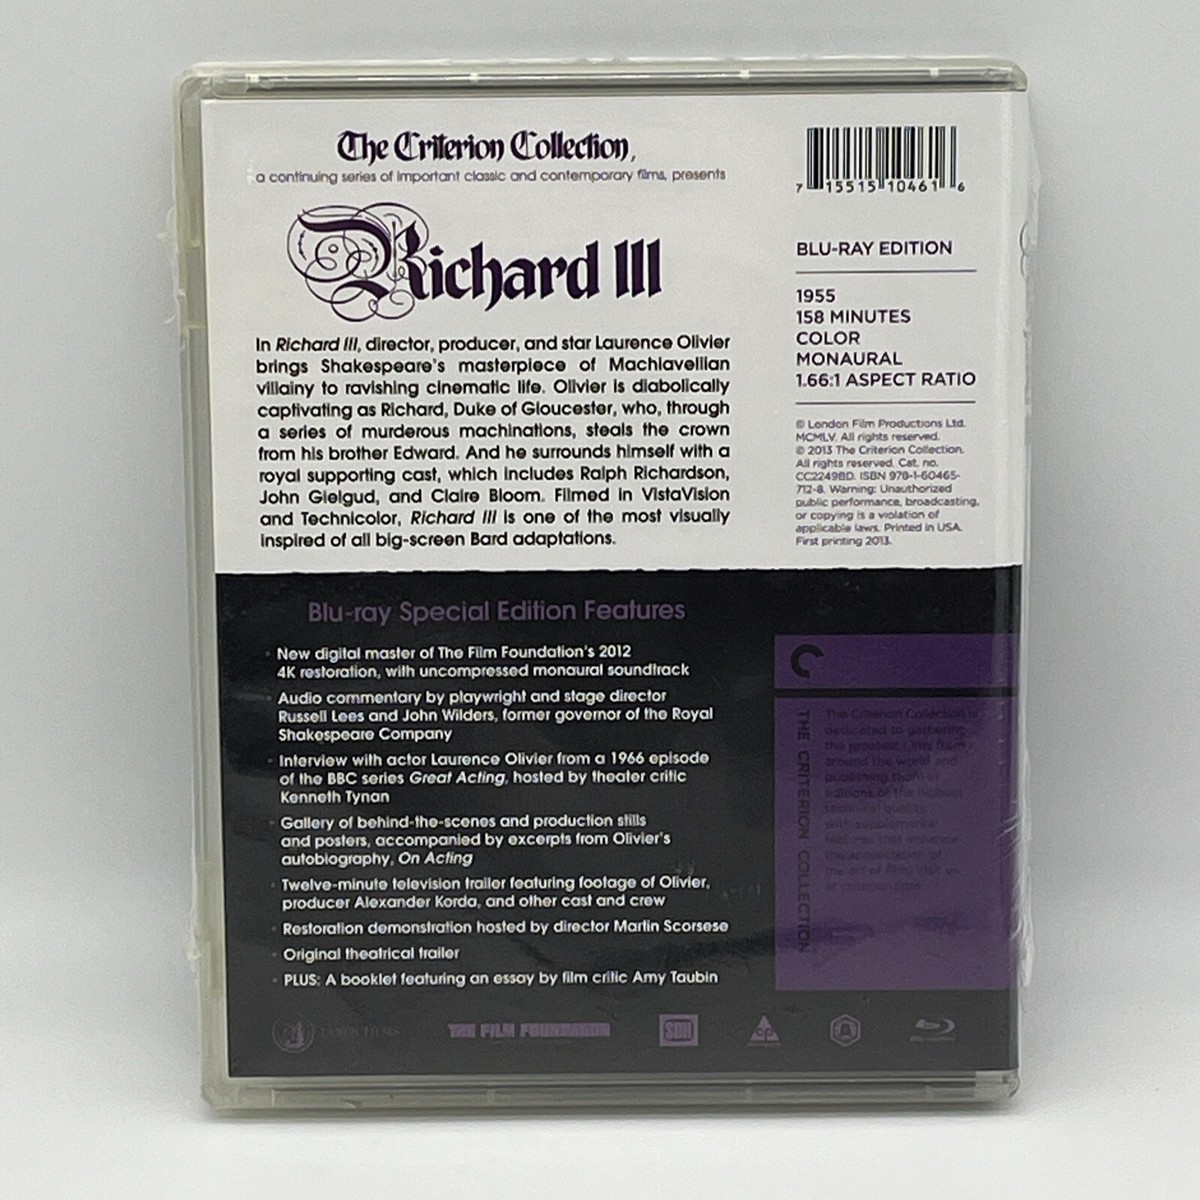 The Criterion Collection,
a continuing series of important classic and contemporary films, presents
Richard III
In Richard III, director, producer, and star Laurence Olivier
brings Shakespeare's masterpiece of Machiavellian
villainy to ravishing cinematic life. Olivier is diabolically
captivating as Richard, Duke of Gloucester, who, through
a series of murderous machinations, steals the crown
from his brother Edward. And he surrounds himself with a
royal supporting cast, which includes Ralph Richardson,
John Gielgud, and Claire Bloom. Filmed in VistaVision
and Technicolor, Richard III is one of the most visually
inspired of all big-screen Bard adaptations.
7 15515 10461 6
BLU-RAY EDITION
1955
158 MINUTES
COLOR
MONAURAL
1.66:1 ASPECT RATIO
© London Film Productions Ltd.
MCMLV. All rights reserved.
© 2013 The Criterion Collection.
All rights reserved. Cat. no.
CC2249BD. ISBN 978-1-60465-
712-8. Warning: Unauthorized
public performance, broadcasting,
or copying is a violation of
applicable laws. Printed in USA.
First printing 2013.
Blu-ray Special Edition Features
• New digital master of The Film Foundation's 2012
4K restoration, with uncompressed monaural soundtrack
• Audio commentary by playwright and stage director
Russell Lees and John Wilders, former governor of the Royal
Shakespeare Company
• Interview with actor Laurence Olivier from a 1966 episode
of the BBC series Great Acting, hosted by theater critic
Kenneth Tynan
• Gallery of behind-the-scenes and production stills
and posters, accompanied by excerpts from Olivier's
autobiography, On Acting
• Twelve-minute television trailer featuring footage of Olivier,
producer Alexander Korda, and other cast and crew
• Restoration demonstration hosted by director Martin Scorsese
• Original theatrical trailer
• PLUS: A booklet featuring an essay by film critic Amy Taubin
THE CRITERION COLLECTION
The Criterion Collection is
dedicated to gathering
the greatest films from
around the world and
publishing them in
editions of the highest
technical quality,
with supplemental
features that enhance
the appreciation of
the art of film. Visit us
at criterion.com
JANUS FILMS
THE FILM FOUNDATION